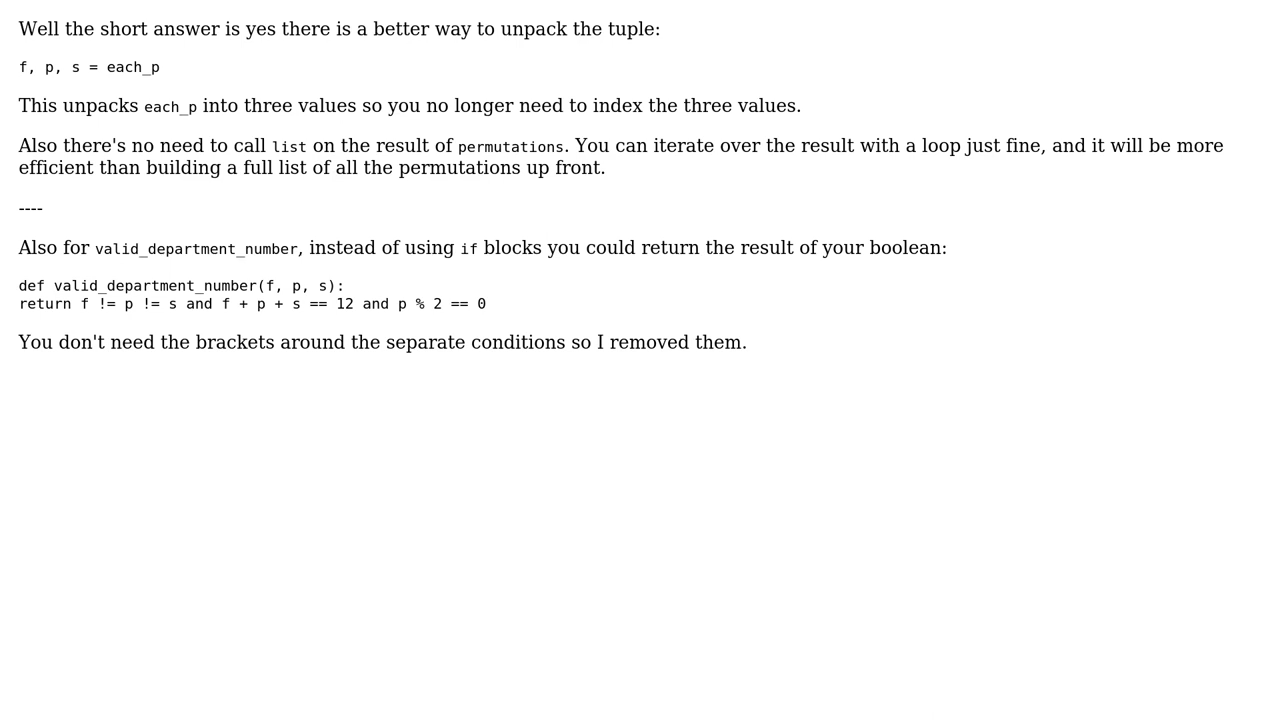 Well the short answer is yes there is a better way to unpack the tuple:
f, p, s = each_p
This unpacks each_p into three values so you no longer need to index the three values.
Also there's no need to call list on the result of permutations. You can iterate over the result with a loop just fine, and it will be more
efficient than building a full list of all the permutations up front.
----
Also for valid_department_number, instead of using if blocks you could return the result of your boolean:
def valid_department_number(f, p, s):
return f != p != s and f + p + s == 12 and p % 2 == 0
You don't need the brackets around the separate conditions so I removed them.